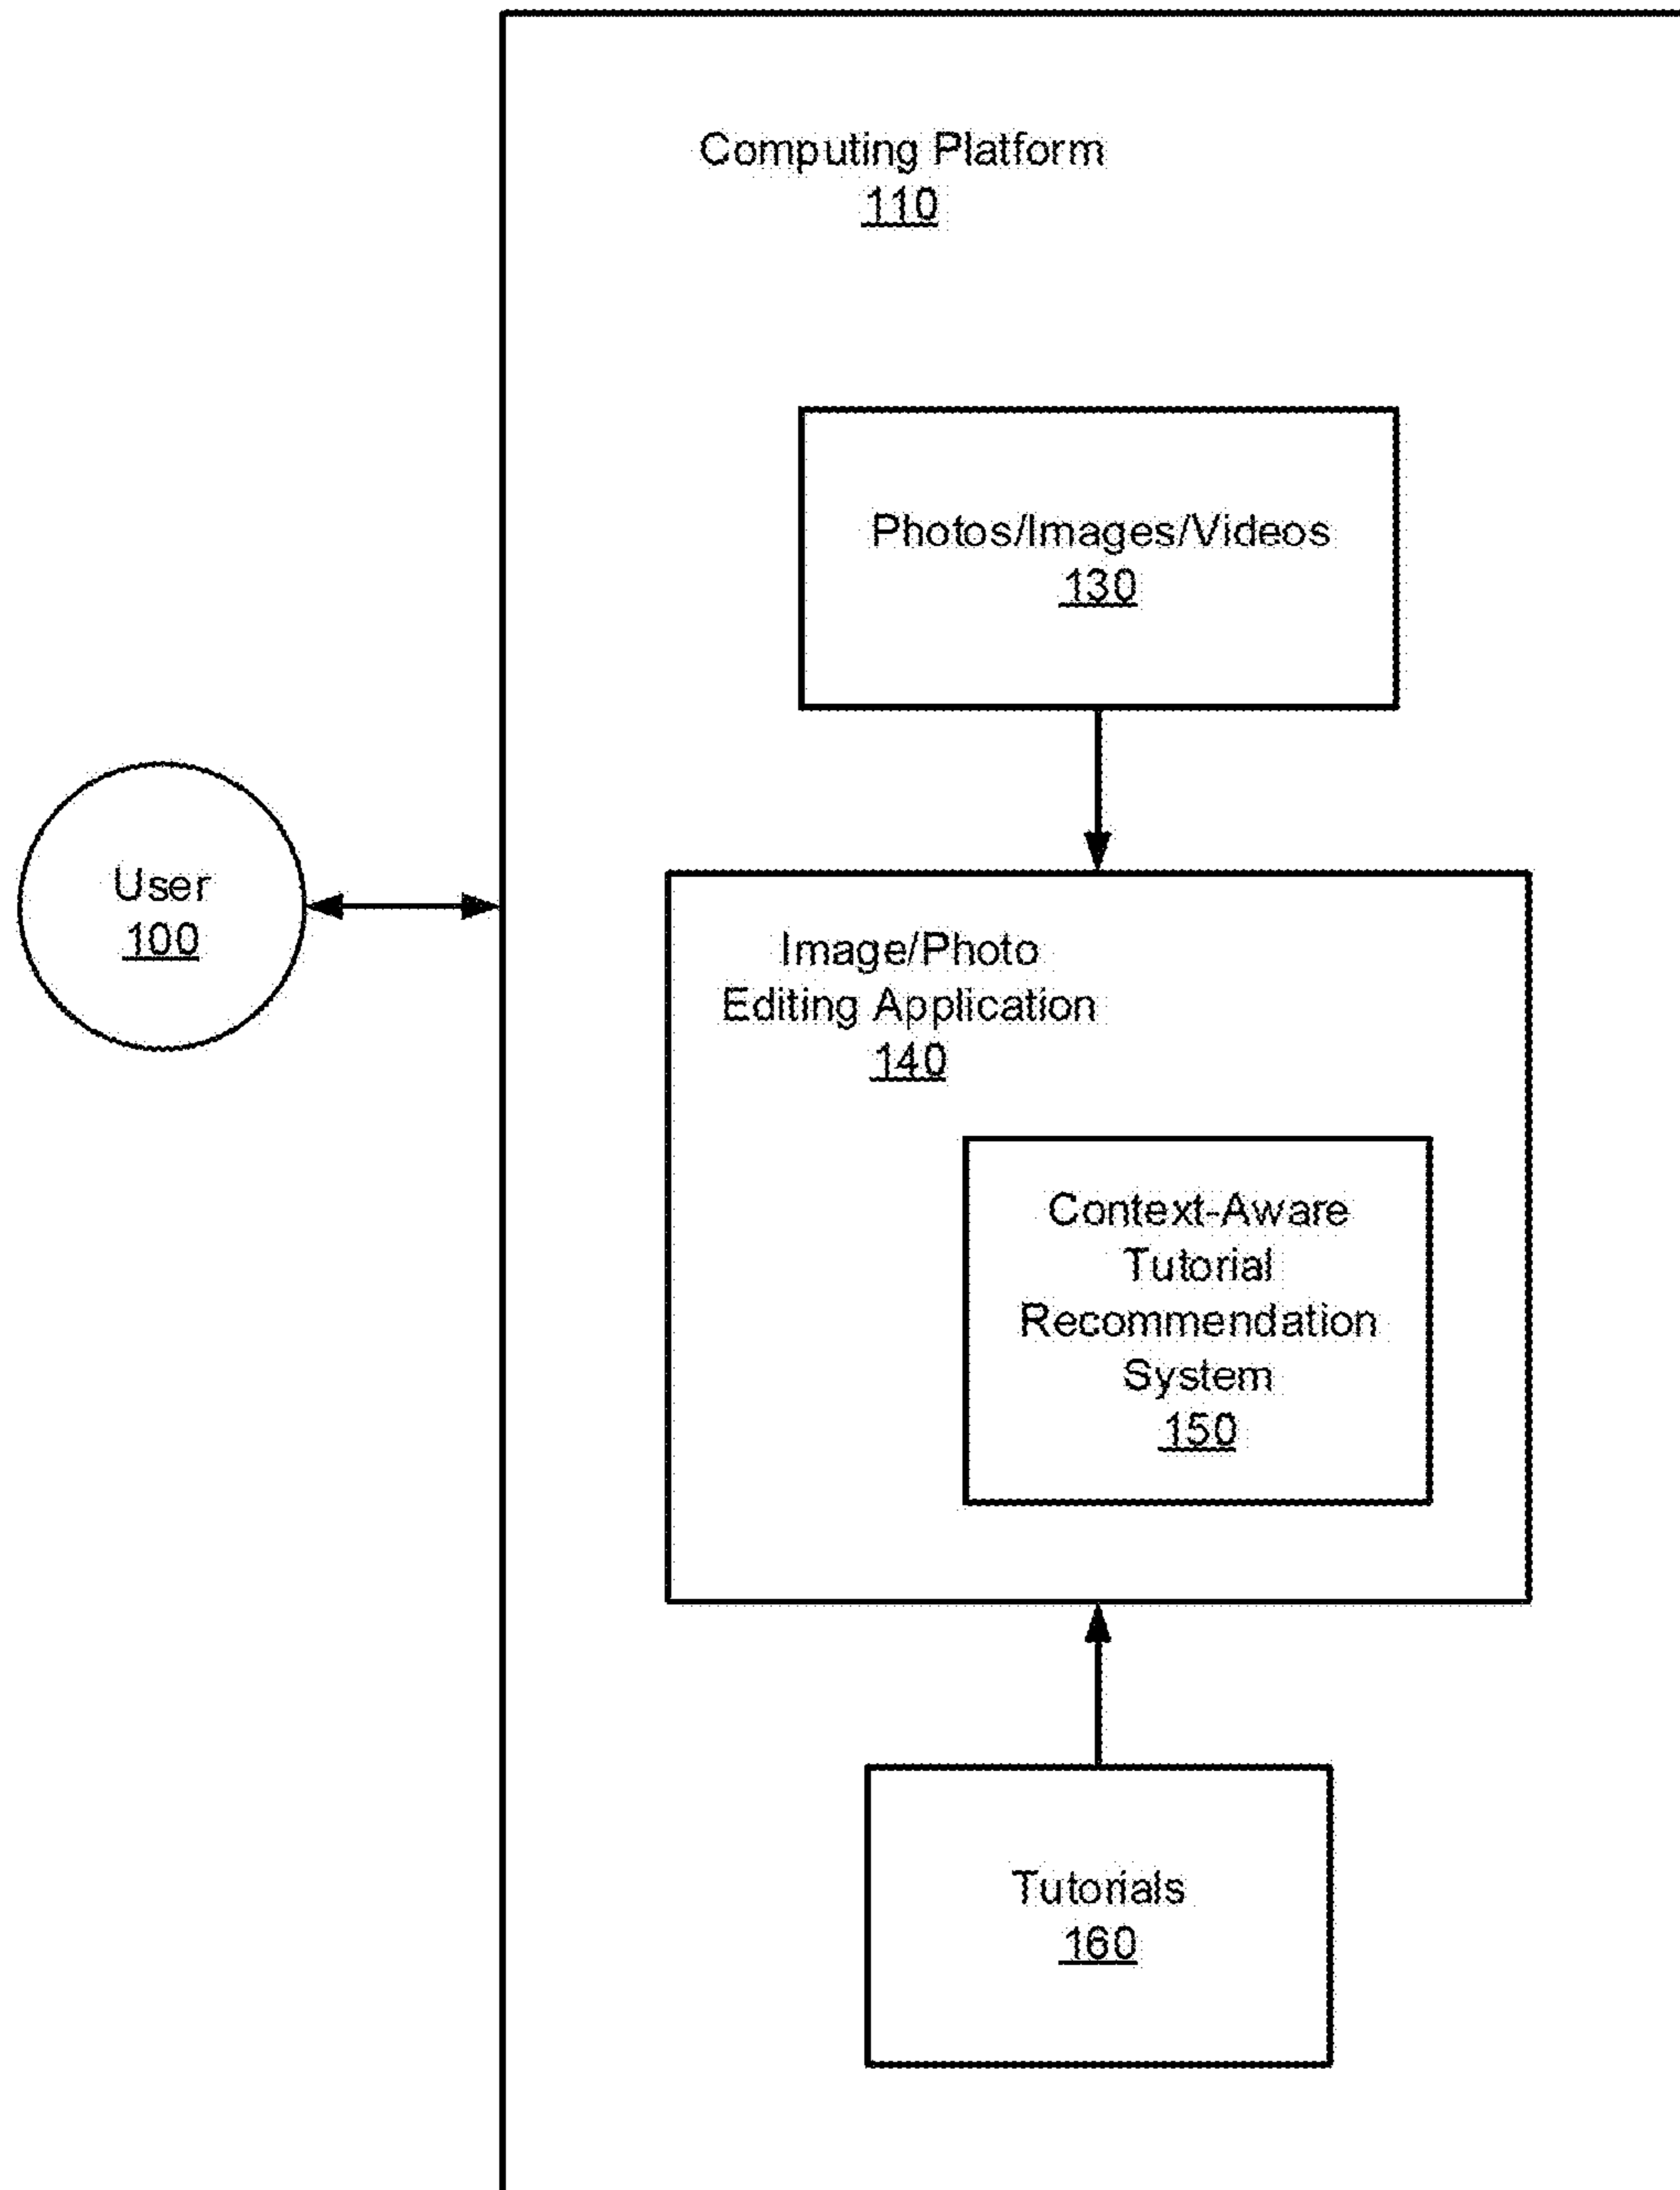 Computing Platform
110
Photos/Images/Videos
130
User
100
Image/Photo
Editing Application
140
Context-Aware
Tutorial
Recommendation
System
150
Tutorials
160